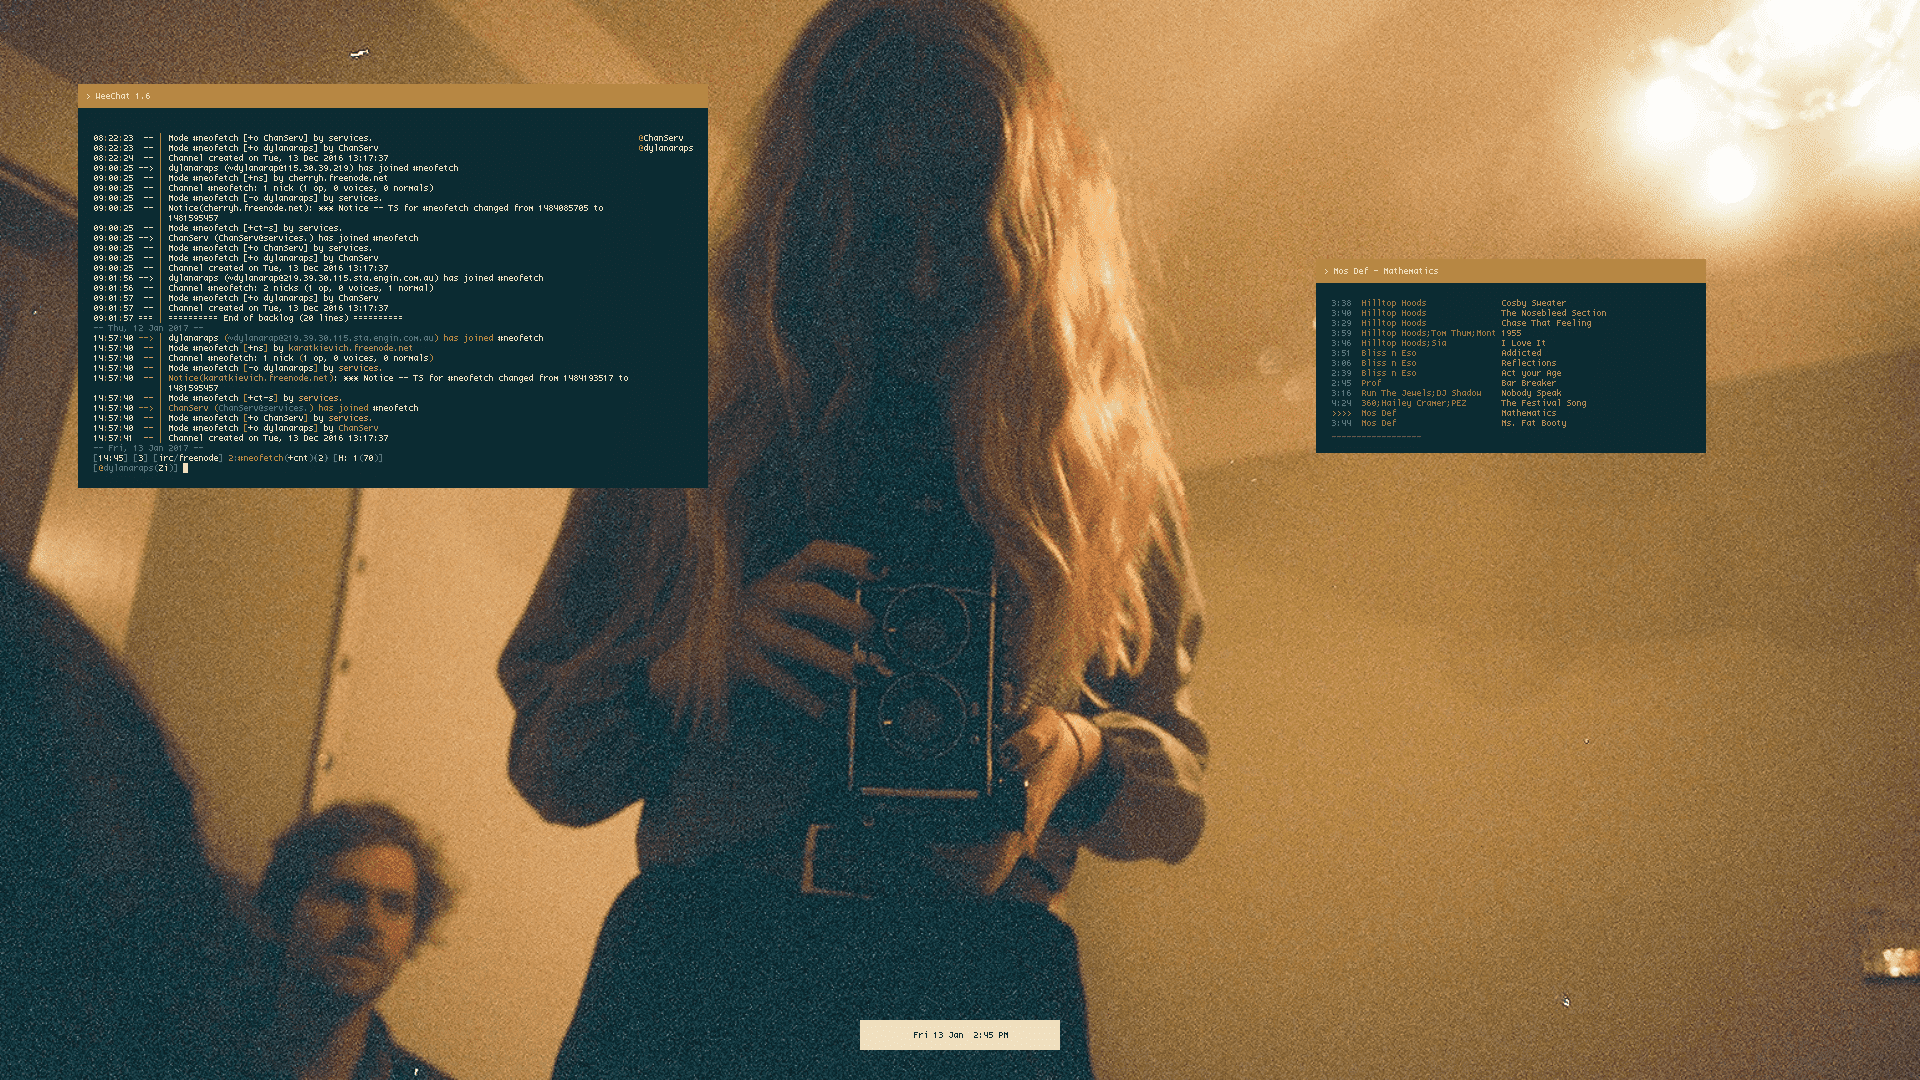 > WeeChat 1.6
08:22:23 -- | Mode #neofetch [+o ChanServ] by services. @ChanServ
08:22:23 -- | Mode #neofetch [+o dylanaraps] by ChanServ @dylanaraps
08:22:24 -- | Channel created on Tue, 13 Dec 2016 13:17:37
09:00:25 --> | dylanaraps (~dylanarap@115.30.39.219) has joined #neofetch
09:00:25 -- | Mode #neofetch [+ns] by cherryh.freenode.net
09:00:25 -- | Channel #neofetch: 1 nick (1 op, 0 voices, 0 normals)
09:00:25 -- | Mode #neofetch [-o dylanaraps] by services.
09:00:25 -- | Notice(cherryh.freenode.net): *** Notice -- TS for #neofetch changed from 1484085705 to
1481595457
09:00:25 -- | Mode #neofetch [+ct-s] by services.
09:00:25 --> | ChanServ (ChanServ@services.) has joined #neofetch
09:00:25 -- | Mode #neofetch [+o ChanServ] by services.
09:00:25 -- | Mode #neofetch [+o dylanaraps] by ChanServ
09:00:25 -- | Channel created on Tue, 13 Dec 2016 13:17:37
09:01:56 --> | dylanaraps (~dylanarap@219.39.30.115.sta.engin.com.au) has joined #neofetch
09:01:56 -- | Channel #neofetch: 2 nicks (1 op, 0 voices, 1 normal)
09:01:57 -- | Mode #neofetch [+o dylanaraps] by ChanServ
09:01:57 -- | Channel created on Tue, 13 Dec 2016 13:17:37
09:01:57 === | ========== End of backlog (20 lines) ==========
-- Thu, 12 Jan 2017 --
14:57:40 --> | dylanaraps (~dylanarap@219.39.30.115.sta.engin.com.au) has joined #neofetch
14:57:40 -- | Mode #neofetch [+ns] by karatkievich.freenode.net
14:57:40 -- | Channel #neofetch: 1 nick (1 op, 0 voices, 0 normals)
14:57:40 -- | Mode #neofetch [-o dylanaraps] by services.
14:57:40 -- | Notice(karatkievich.freenode.net): *** Notice -- TS for #neofetch changed from 1484193517 to
1481595457
14:57:40 -- | Mode #neofetch [+ct-s] by services.
14:57:40 --> | ChanServ (ChanServ@services.) has joined #neofetch
14:57:40 -- | Mode #neofetch [+o ChanServ] by services.
14:57:40 -- | Mode #neofetch [+o dylanaraps] by ChanServ
14:57:41 -- | Channel created on Tue, 13 Dec 2016 13:17:37
-- Fri, 13 Jan 2017 --
[14:45] [3] [irc/freenode] 2:#neofetch(+cnt){2} [H: 1(70)]
[@dylanaraps(Zi)]
> Mos Def - Mathematics
3:38 Hilltop Hoods Cosby Sweater
3:40 Hilltop Hoods The Nosebleed Section
3:29 Hilltop Hoods Chase That Feeling
3:59 Hilltop Hoods;Tom Thum;Mont 1955
3:46 Hilltop Hoods;Sia I Love It
3:51 Bliss n Eso Addicted
3:06 Bliss n Eso Reflections
2:39 Bliss n Eso Act your Age
2:45 Prof Bar Breaker
3:16 Run The Jewels;DJ Shadow Nobody Speak
4:24 360;Hailey Cramer;PEZ The Festival Song
>>>> Mos Def Mathematics
3:44 Mos Def Ms. Fat Booty
------------------
Fri 13 Jan 2:45 PM